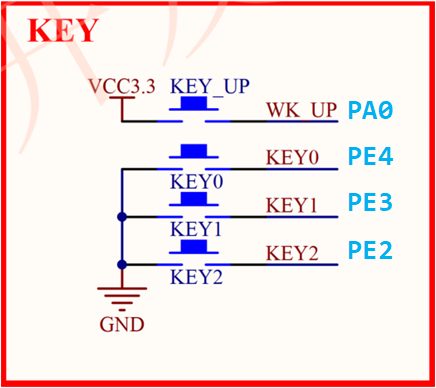 KEY
VCC3.3 KEY_UP
WK_UP PA0
KEY0 PE4
KEY0
KEY1 PE3
KEY1
KEY2 PE2
KEY2
GND